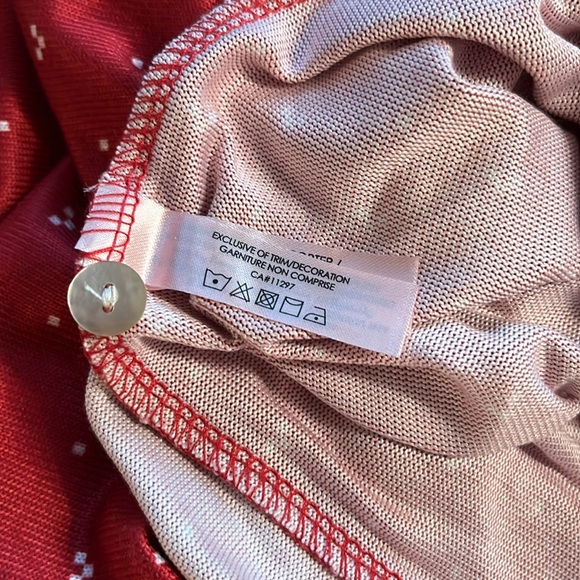 EXCLUSIVE OF TRIM/DECORATION
GARNITURE NON COMPRISE
CA#11297